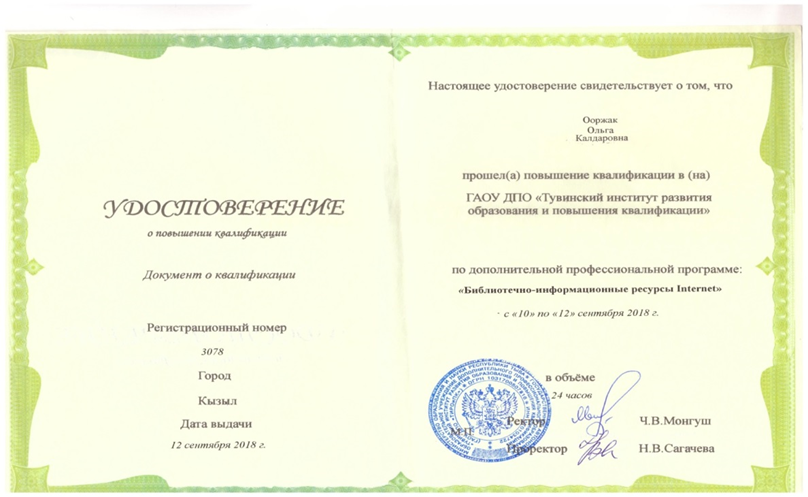 УДОСТОВЕРЕНИЕ
о повышении квалификации
Документ о квалификации
Регистрационный номер
3078
Город
Кызыл
Дата выдачи
12 сентября 2018 г.
Настоящее удостоверение свидетельствует о том, что
Ооржак
Ольга
Калдаровна
прошел(а) повышение квалификации в (на)
ГАОУ ДПО «Тувинский институт развития
образования и повышения квалификации»
по дополнительной профессиональной программе:
«Библиотечно-информационные ресурсы Internet»
с «10» по «12» сентября 2018 г.
в объёме
24 часов
М.П.
Ректор Ч.В.Монгуш
Проректор Н.В.Сагачева